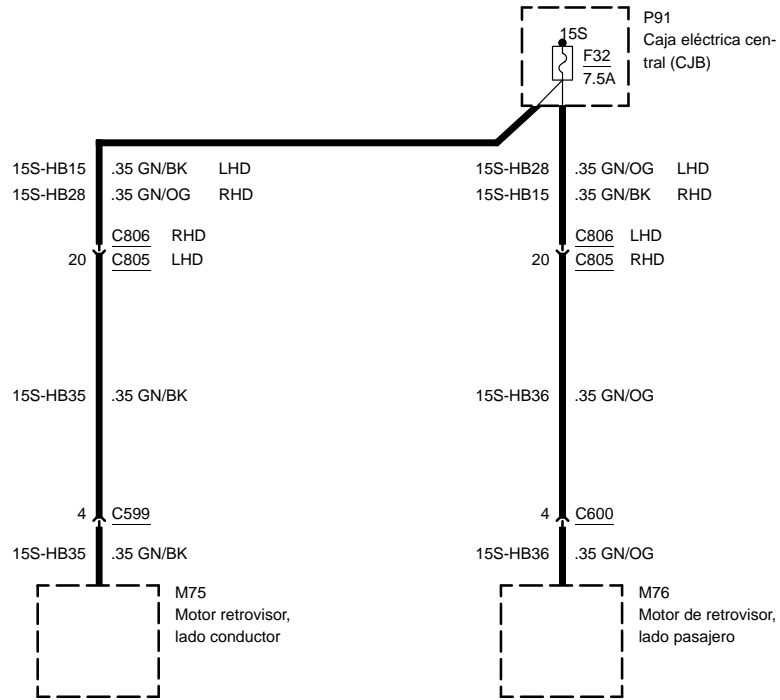 P91
15S
Caja eléctrica cen-
F32
tral (CJB)
7.5A
15S-HB15 .35 GN/BK LHD
15S-HB28 .35 GN/OG LHD
15S-HB28 .35 GN/OG RHD
15S-HB15 .35 GN/BK RHD
C806 RHD
C806 LHD
20 C805 LHD
20 C805 RHD
15S-HB35 .35 GN/BK
15S-HB36 .35 GN/OG
4 C599
4 C600
15S-HB35 .35 GN/BK
15S-HB36 .35 GN/OG
M75
Motor retrovisor,
lado conductor
M76
Motor de retrovisor,
lado pasajero